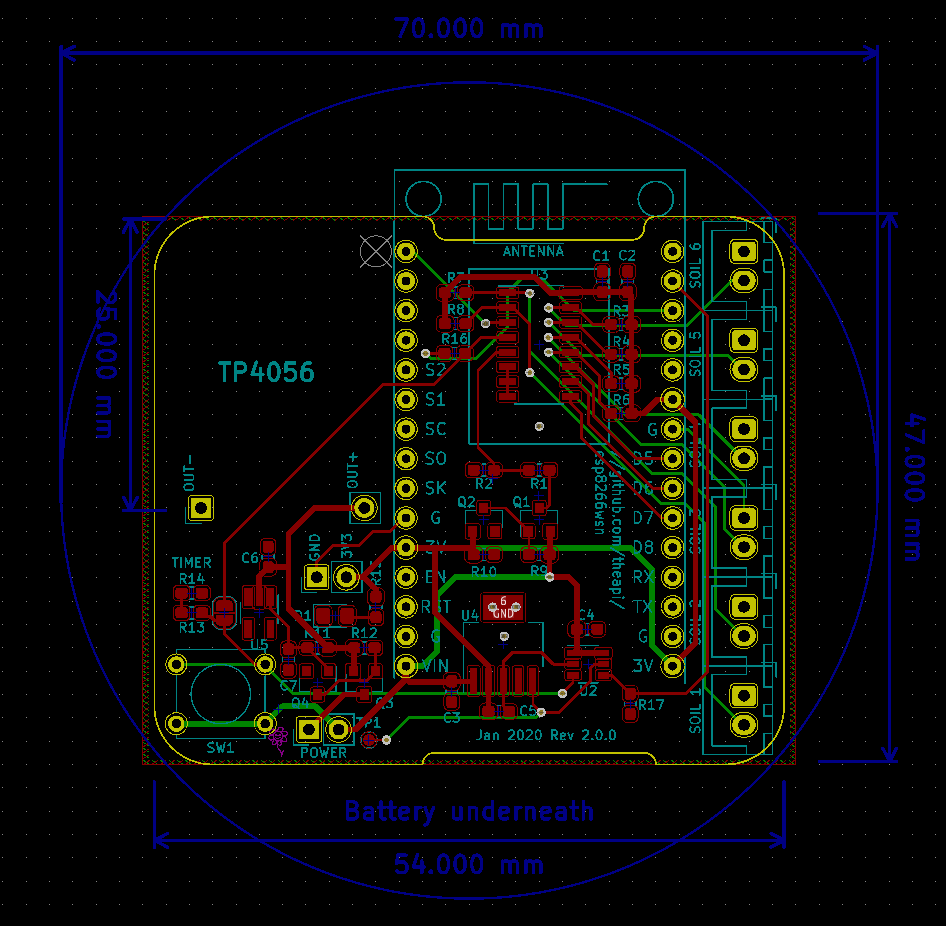 70.000 mm
ANTENNA
C1 C2
SOIL 6
R7
U3
R8
R3
R16
R4
25.000 mm
TP4056
SOIL 5
S2
R5
S1
R6
SC
G
47.000 mm
SO
D5
OUT-
OUT+
R2
R1
SK
D6
Q2
Q1
github.com/theapi/
esp8266wsn
G
D7
GND
3V3
3V
D8
C6
R10
R9
TIMER
R14
EN
RX
R13
RST
TX
6
GND
U4
C4
SOIL 2
U5
R11
R12
G
G
VIN
3V
C7
U2
Q4
R17
SOIL 1
C3
C5
TP1
SW1
POWER
Jan 2020 Rev 2.0.0
Battery underneath
54.000 mm